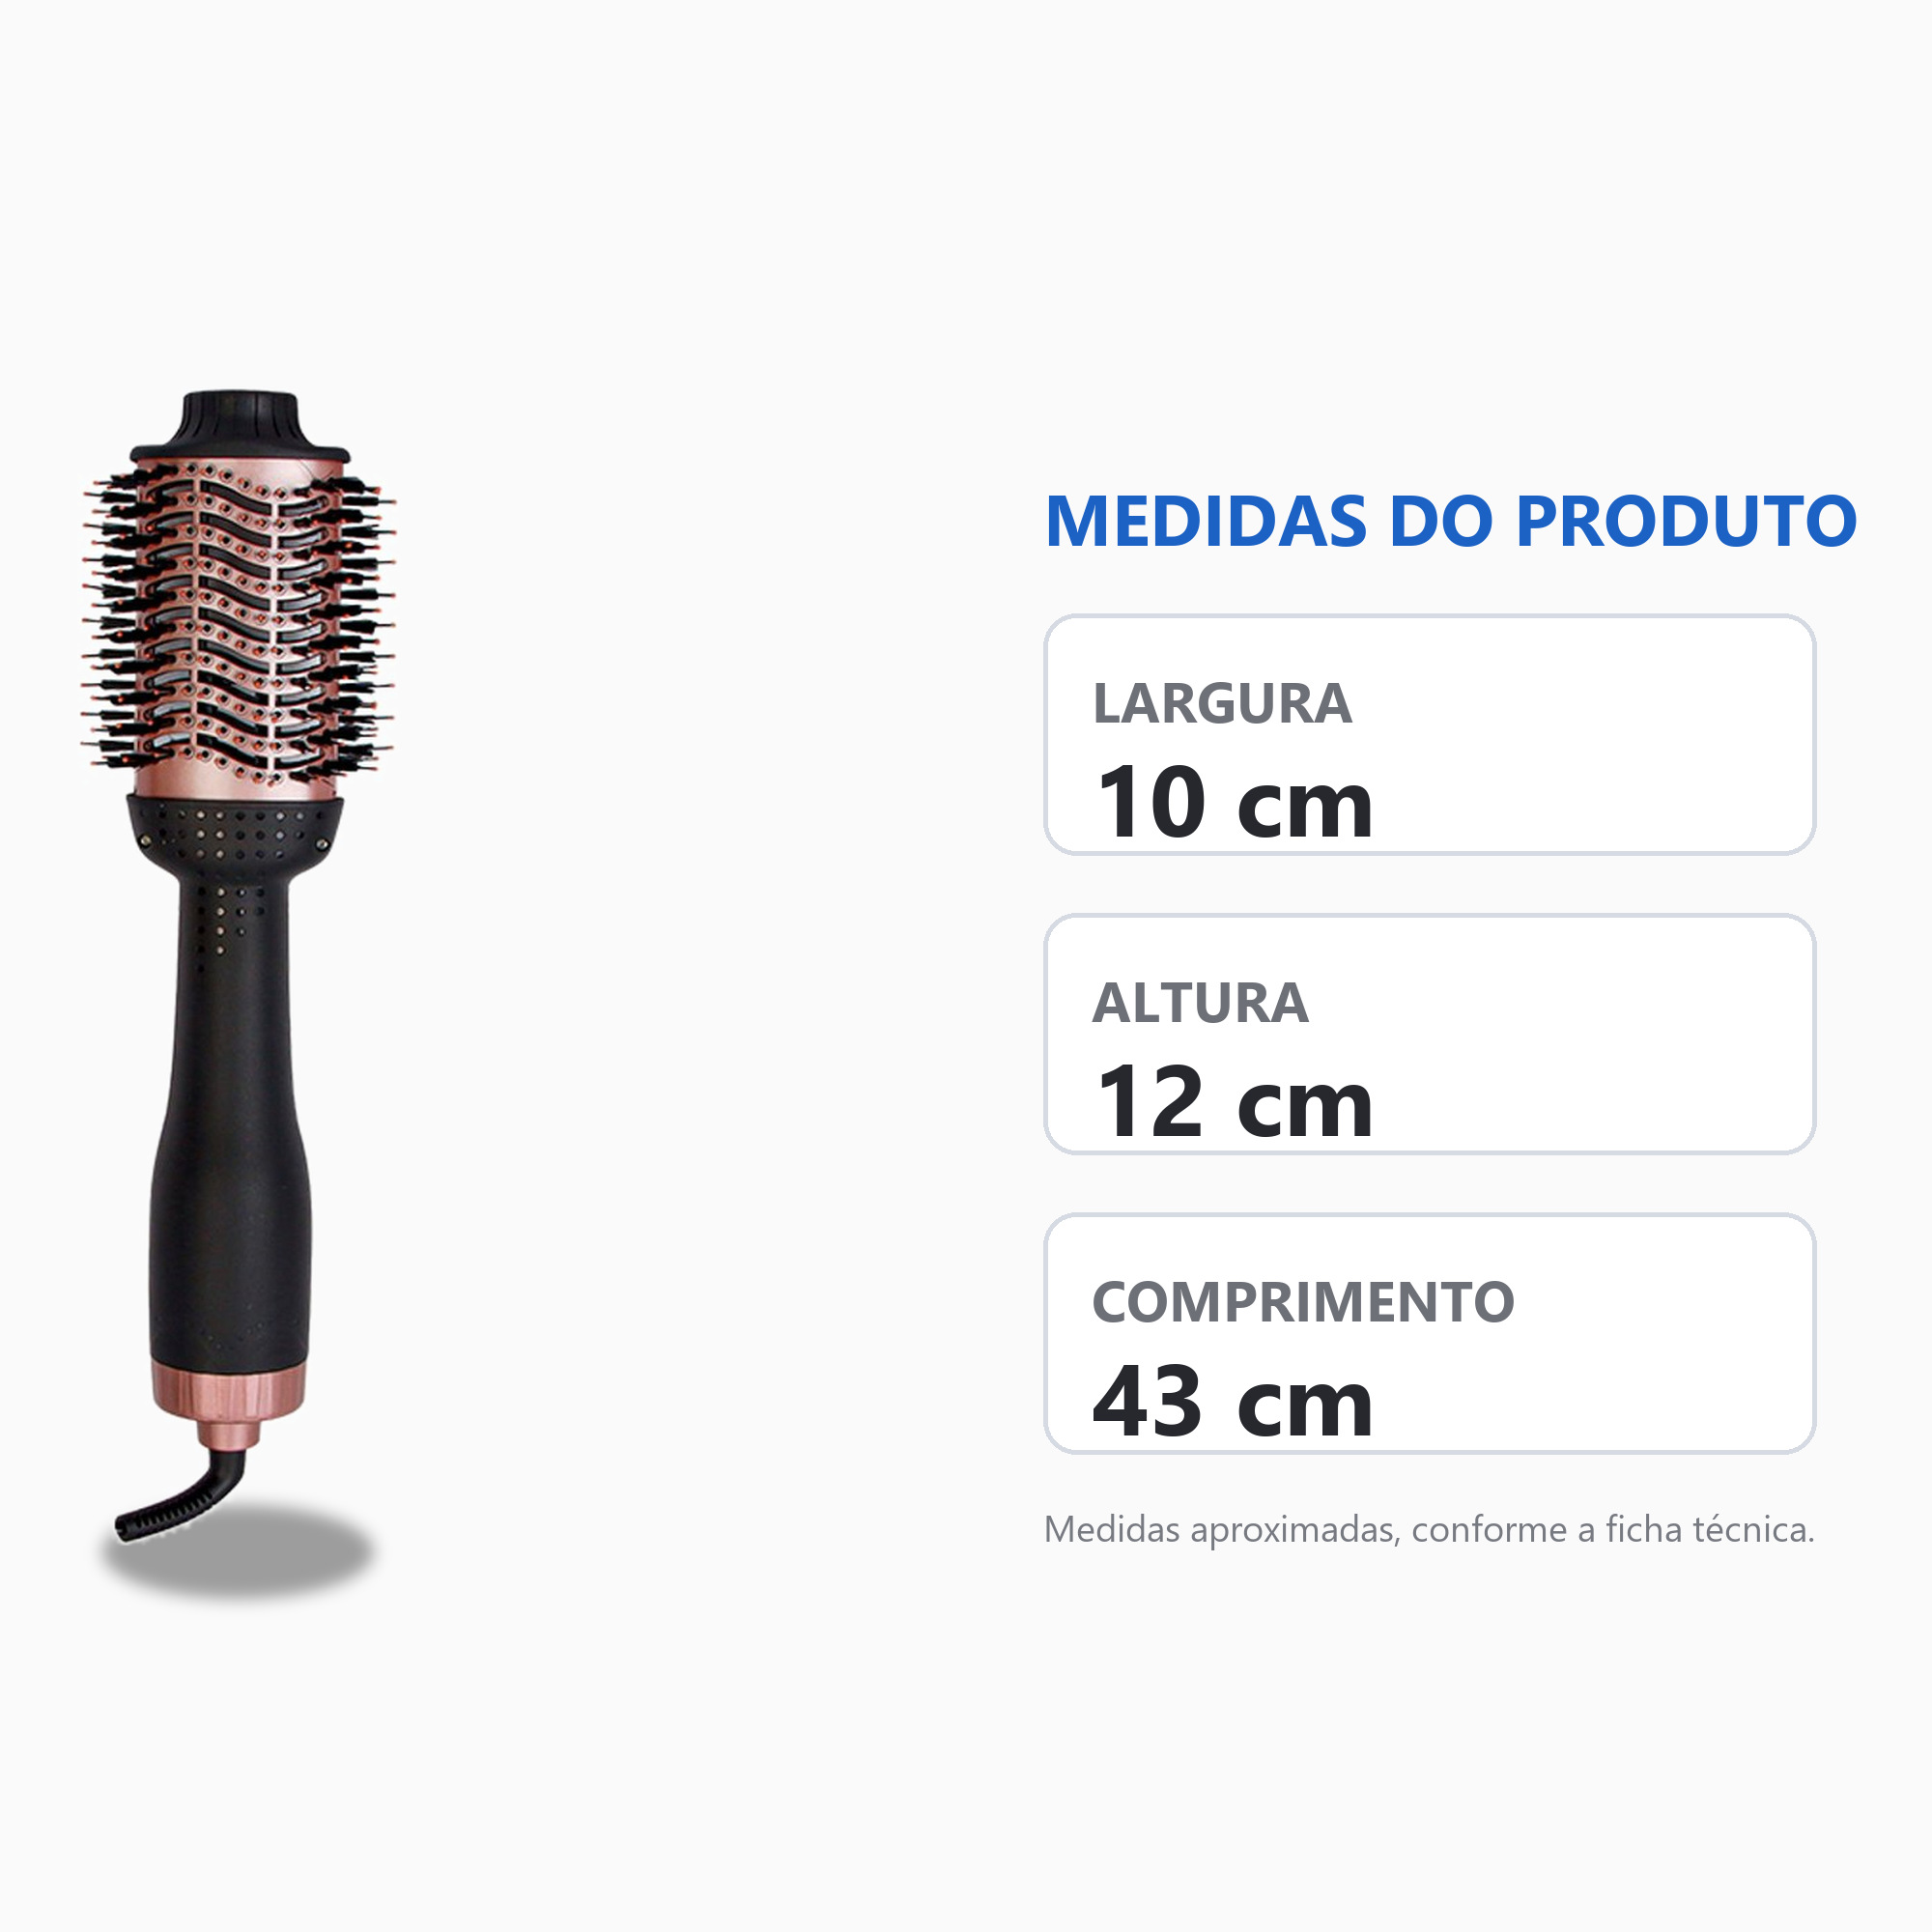 MEDIDAS DO PRODUTO
LARGURA
10 cm
ALTURA
12 cm
COMPRIMENTO
43 cm
Medidas aproximadas, conforme a ficha técnica.